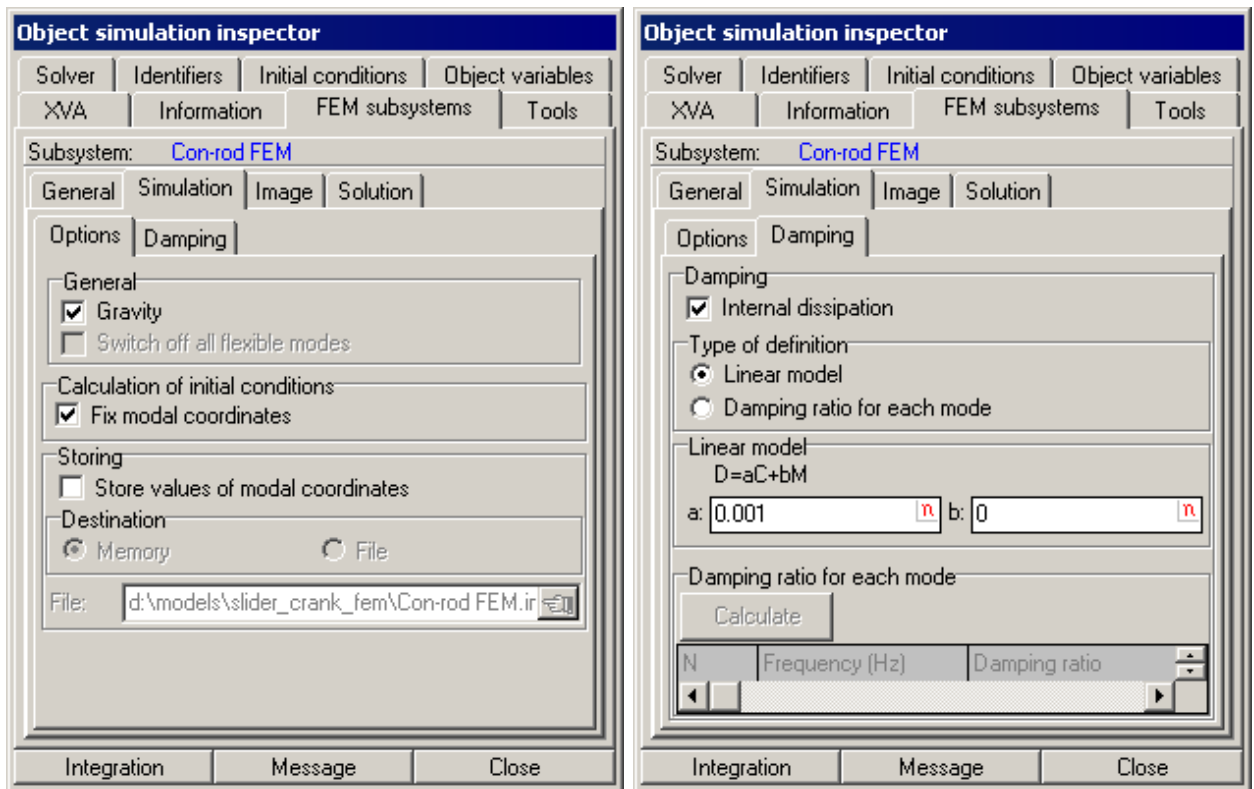 Object simulation inspector
Solver Identifiers Initial conditions Object variables
XVA Information FEM subsystems Tools
Subsystem: Con-rod FEM
General Simulation Image Solution
Options Damping
General
Gravity
Switch off all flexible modes
Calculation of initial conditions
Fix modal coordinates
Storing
Store values of modal coordinates
Destination
Memory File
File: d:\models\slider_crank_fem\Con-rod FEM.ir
Integration Message Close
Object simulation inspector
Solver Identifiers Initial conditions Object variables
XVA Information FEM subsystems Tools
Subsystem: Con-rod FEM
General Simulation Image Solution
Options Damping
Damping
Internal dissipation
Type of definition
Linear model
Damping ratio for each mode
Linear model
D=aC+bM
a: 0.001 n b: 0 n
Damping ratio for each mode
Calculate
N Frequency (Hz) Damping ratio
Integration Message Close